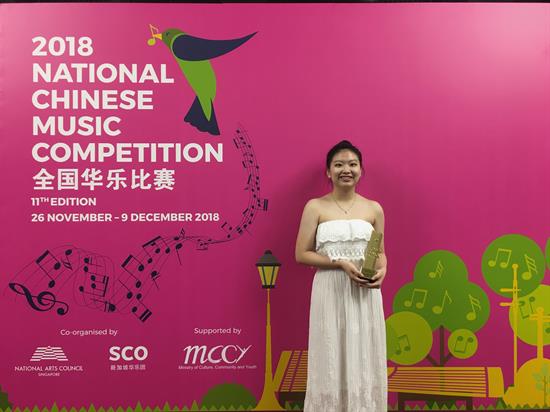 2018
NATIONAL
CHINESE
MUSIC
COMPETITION
全国华乐比赛
11TH EDITION
26 NOVEMBER – 9 DECEMBER 2018
Co-organised by
Supported by
NATIONAL ARTS COUNCIL
SINGAPORE
SCO
新加坡华乐团
mccy
Ministry of Culture, Community and Youth